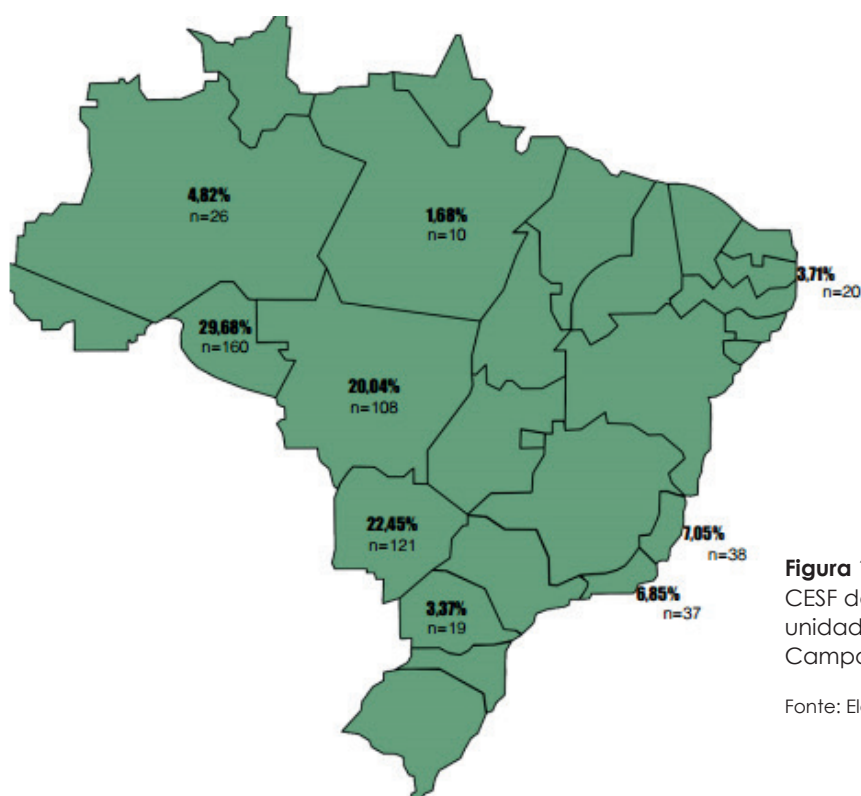 4,82%
n=26
1,68%
n=10
3,71%
n=20
29,68%
n=160
20,04%
n=108
22,45%
n=121
7,05%
n=38
6,85%
n=37
3,37%
n=19
Figura
CESF
unidad
Campo
Fonte: